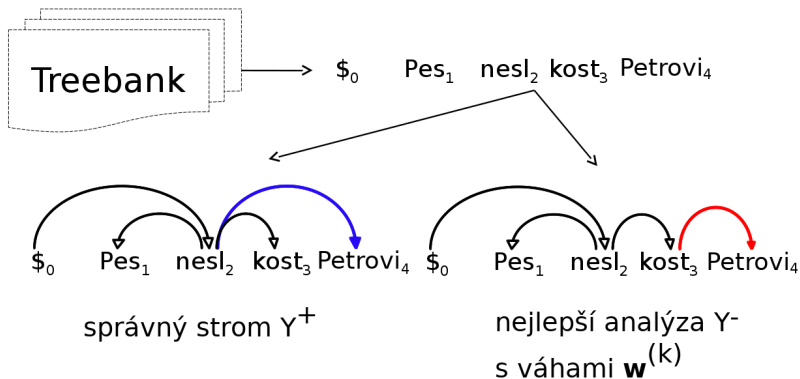 Treebank
$₀ Pes₁ nesl₂ kost₃ Petrovi₄
$₀ Pes₁ nesl₂ kost₃ Petrovi₄
správný strom Y⁺
$₀ Pes₁ nesl₂ kost₃ Petrovi₄
nejlepší analýza Y⁻
s váhami w⁽ᵏ⁾